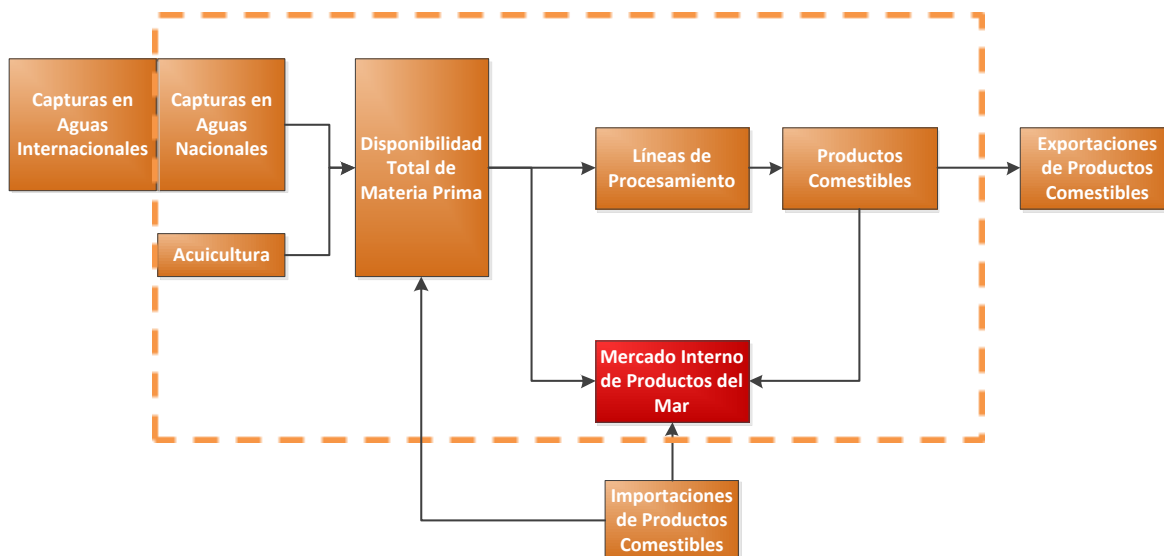 Capturas en
Aguas
Internacionales
Capturas en
Aguas
Nacionales
Acuicultura
Disponibilidad
Total de
Materia Prima
Líneas de
Procesamiento
Productos
Comestibles
Exportaciones
de Productos
Comestibles
Mercado Interno
de Productos del
Mar
Importaciones
de Productos
Comestibles